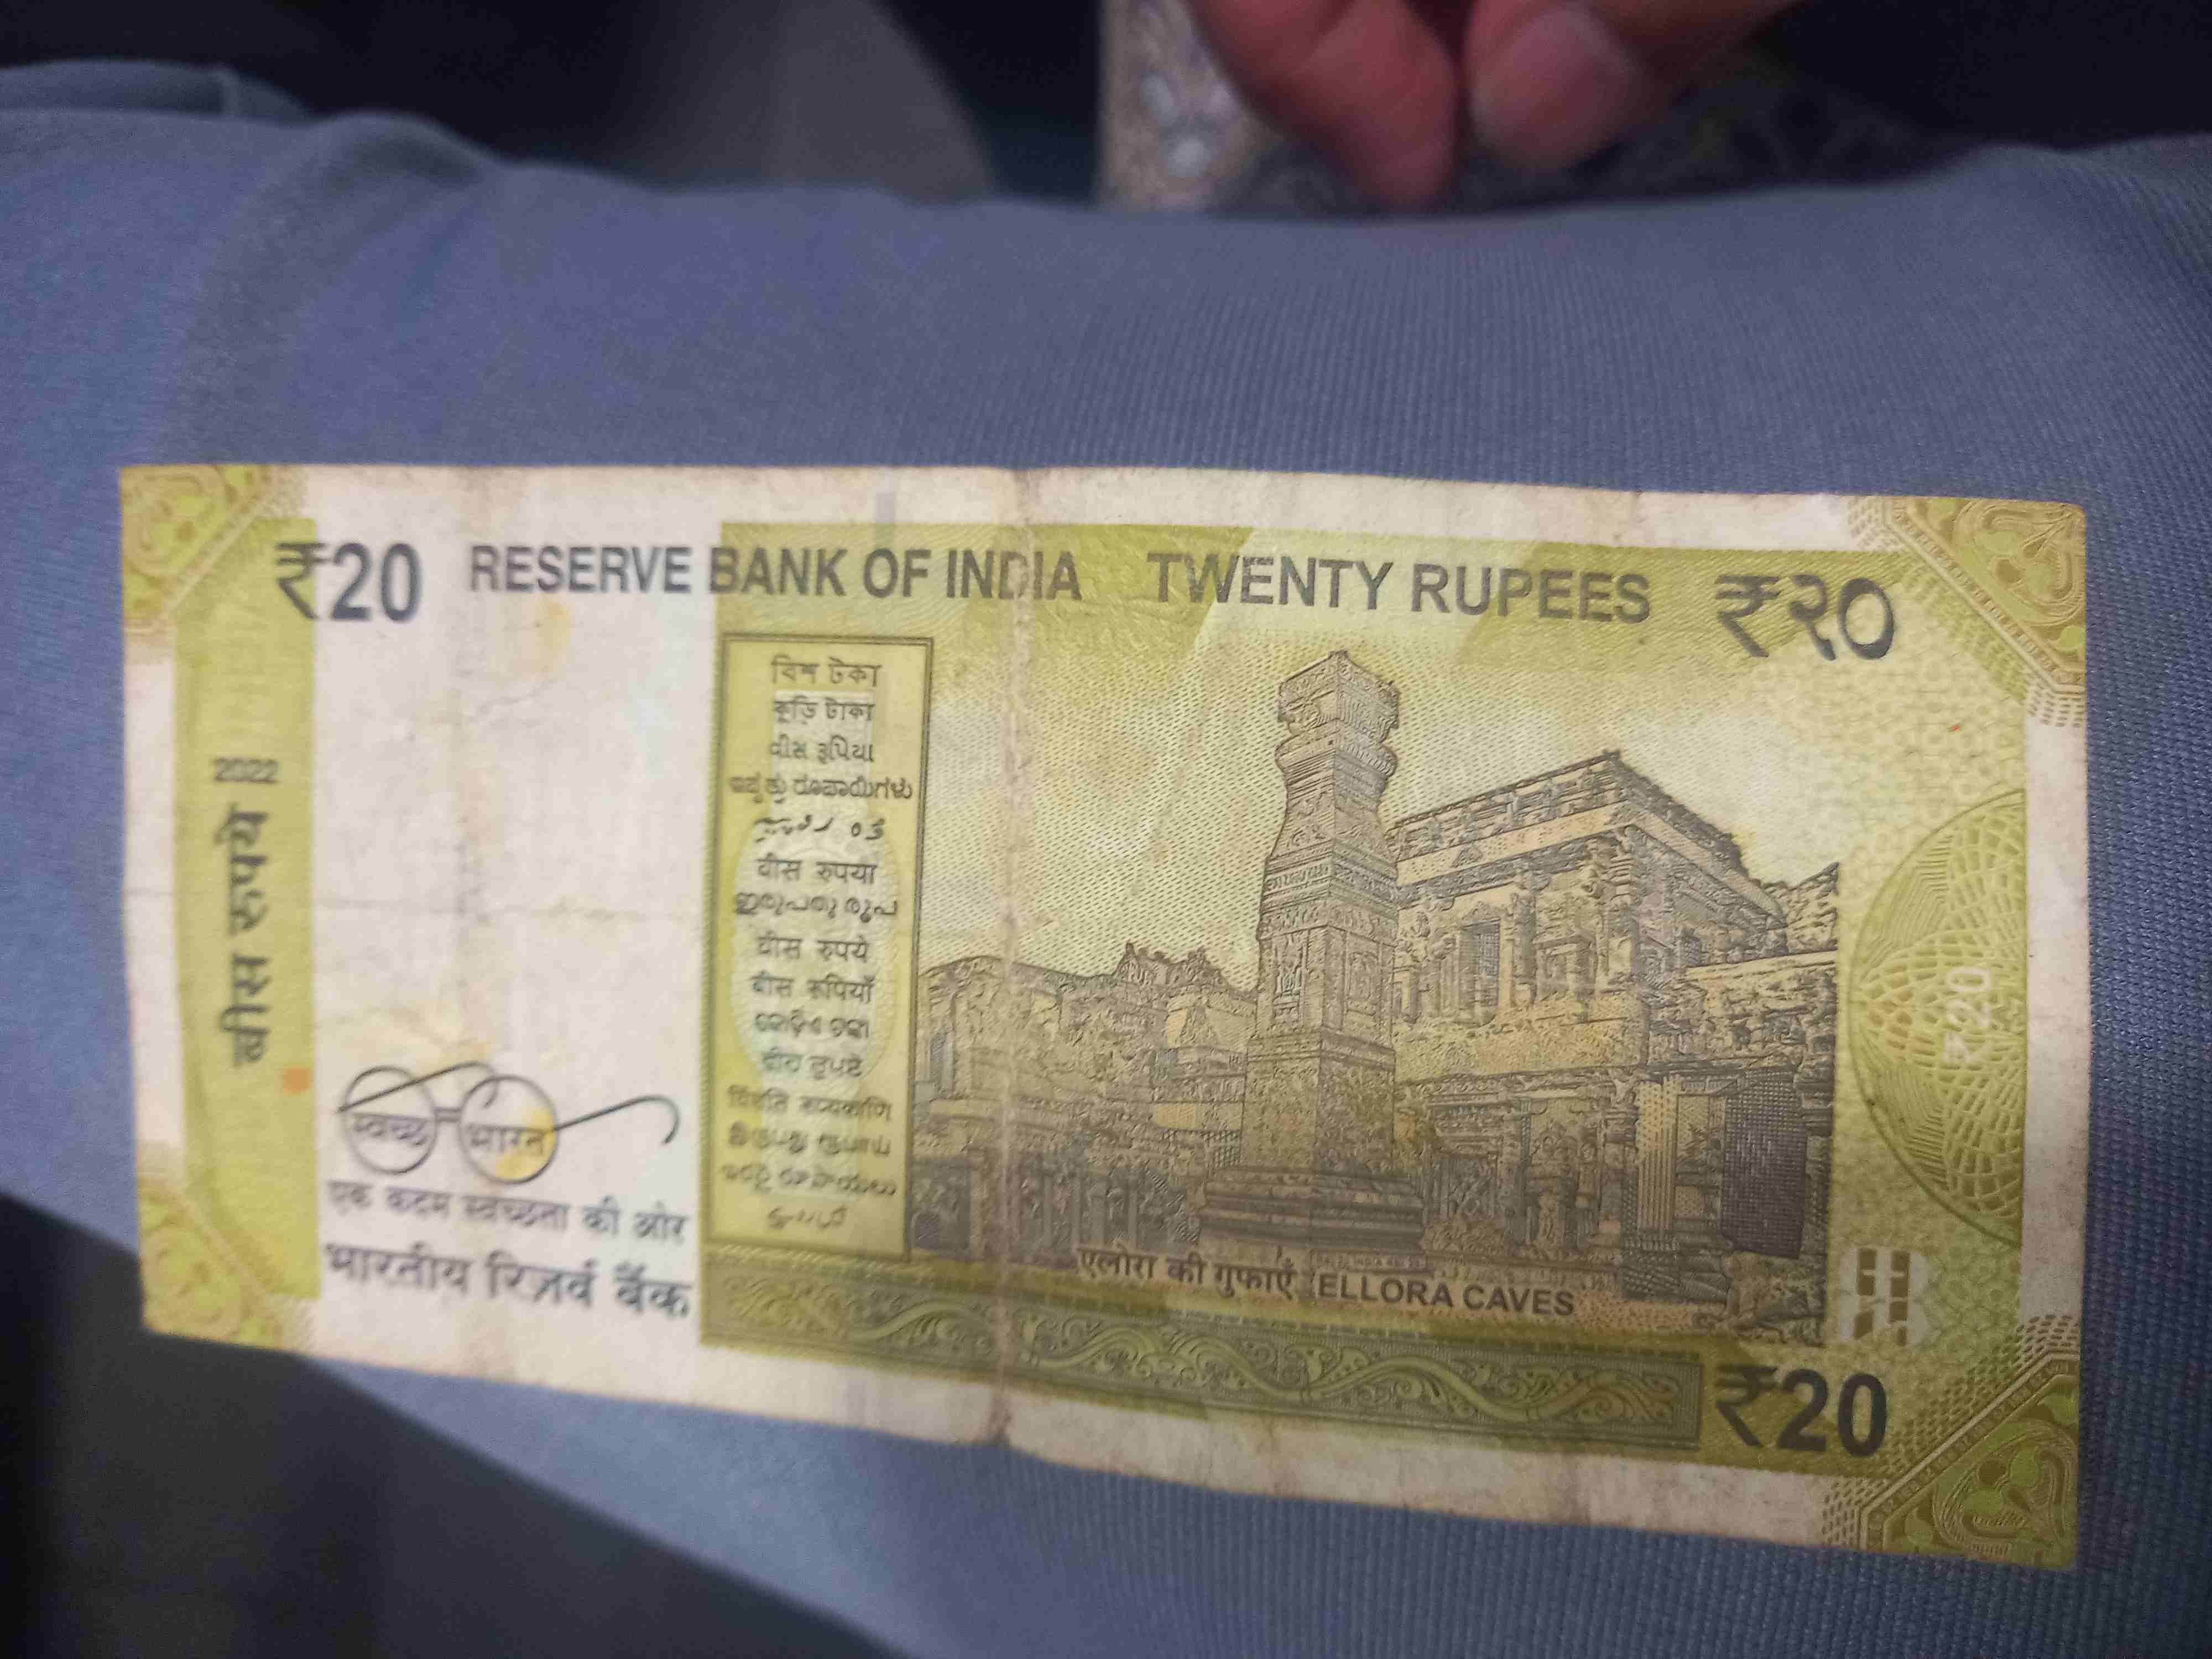 ₹20 RESERVE BANK OF INDIA TWENTY RUPEES ₹२०
2022
बीस रुपये
বিশ টকা
কুড়ি টাকা
વીસ રૂપિયા
ಇಪ್ಪತ್ತು ರೂಪಾಯಿಗಳು
वीस रुपया
ഇരുപതു രൂപ
वीस रुपये
बीस रुपियाँ
କୋଡ଼ିଏ ଟଙ୍କା
ਵੀਹ ਰੁਪਏ
विंशती रूप्यकाणि
இருபது ரூபாய்
ఇరవై రూపాయలు
स्वच्छ भारत
एक कदम स्वच्छता की ओर
भारतीय रिज़र्व बैंक
एलोरा की गुफाएँ ELLORA CAVES
₹20
₹20